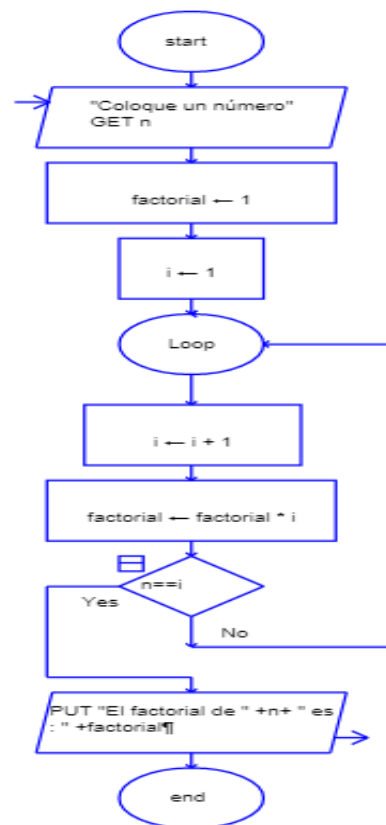 start
"Coloque un número"
GET n
factorial ← 1
i ← 1
Loop
i ← i + 1
factorial ← factorial * i
n==i
Yes
No
PUT "El factorial de " +n+ " es
: " +factorial¶
end